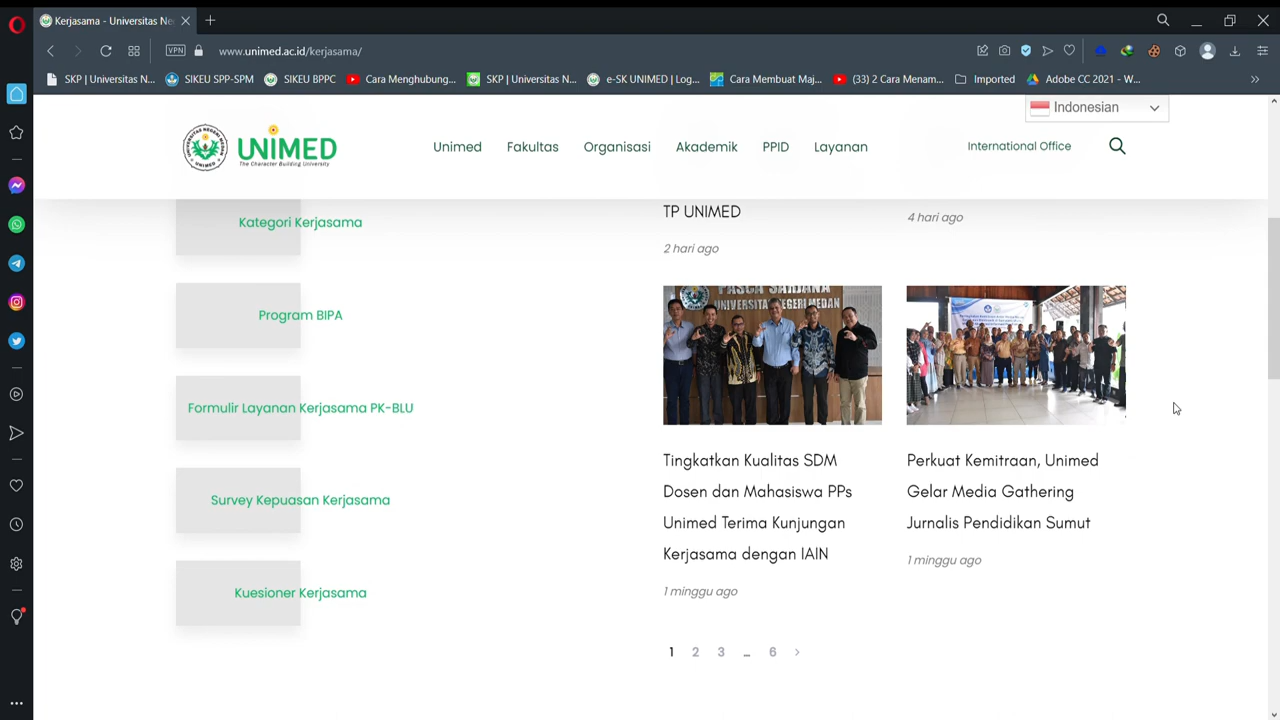 Kerjasama - Universitas Ne
VPN
www.unimed.ac.id/kerjasama/
SKP | Universitas N...
SIKEU SPP-SPM
SIKEU BPPC
Cara Menghubung...
SKP | Universitas N...
e-SK UNIMED | Log...
Cara Membuat Maj...
(33) 2 Cara Menam...
Imported
Adobe CC 2021 - W...
Indonesian
UNIMED
The Character Building University
Unimed
Fakultas
Organisasi
Akademik
PPID
Layanan
International Office
Kategori Kerjasama
Program BIPA
Formulir Layanan Kerjasama PK-BLU
Survey Kepuasan Kerjasama
Kuesioner Kerjasama
TP UNIMED
2 hari ago
4 hari ago
PASCA SARJANA
UNIVERSITAS NEGERI MEDAN
Tingkatkan Kualitas SDM
Dosen dan Mahasiswa PPs
Unimed Terima Kunjungan
Kerjasama dengan IAIN
1 minggu ago
Perkuat Kemitraan, Unimed
Gelar Media Gathering
Jurnalis Pendidikan Sumut
1 minggu ago
1 2 3 ... 6 >